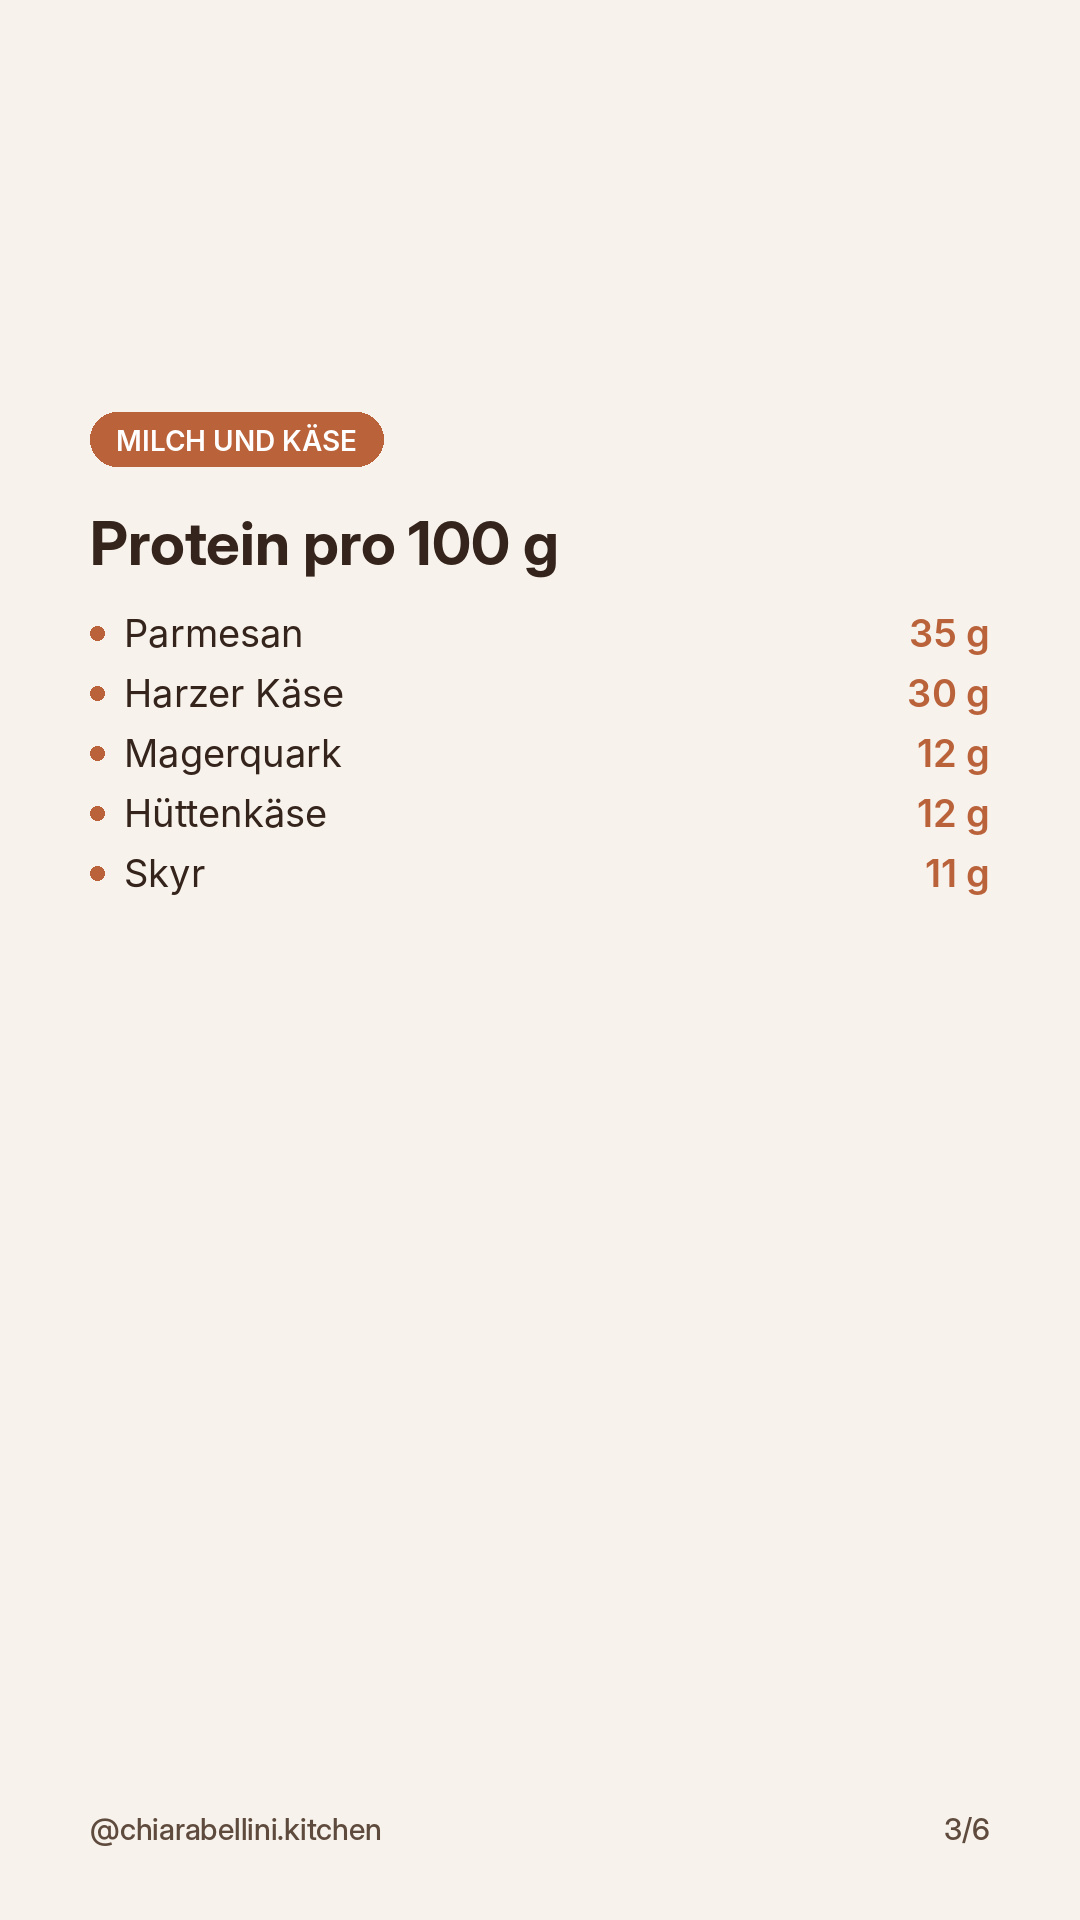 MILCH UND KÄSE
Protein pro 100 g
• Parmesan 35 g
• Harzer Käse 30 g
• Magerquark 12 g
• Hüttenkäse 12 g
• Skyr 11 g
@chiarabellini.kitchen 3/6